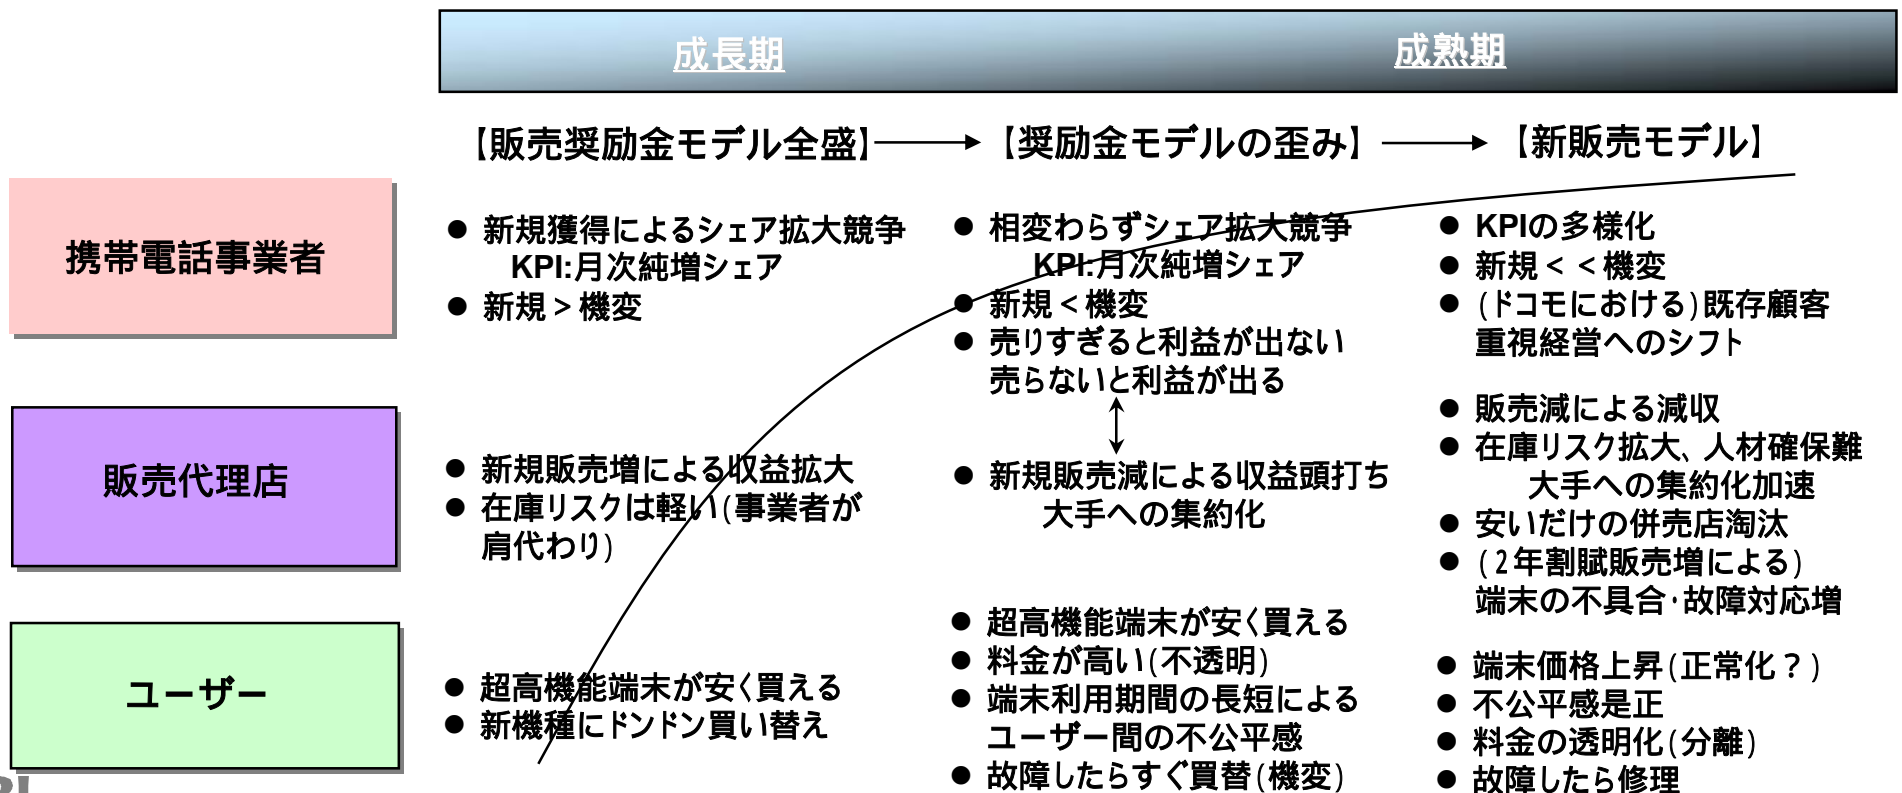 成長期
成熟期
【販売奨励金モデル全盛】
【奨励金モデルの歪み】
【新販売モデル】
携帯電話事業者
● 新規獲得によるシェア拡大競争
KPI:月次純増シェア
● 新規>機変
● 相変わらずシェア拡大競争
KPI:月次純増シェア
● 新規<機変
● 売りすぎると利益が出ない
売らないと利益が出る
● KPIの多様化
● 新規<<機変
● (ドコモにおける)既存顧客
重視経営へのシフト
販売代理店
● 新規販売増による収益拡大
● 在庫リスクは軽い(事業者が
肩代わり)
● 新規販売減による収益頭打ち
大手への集約化
● 販売減による減収
● 在庫リスク拡大、人材確保難
大手への集約化加速
● 安いだけの併売店淘汰
● (2年割賦販売増による)
端末の不具合・故障対応増
ユーザー
● 超高機能端末が安く買える
● 新機種にドンドン買い替え
● 超高機能端末が安く買える
● 料金が高い(不透明)
● 端末利用期間の長短による
ユーザー間の不公平感
● 故障したらすぐ買替(機変)
● 端末価格上昇(正常化?)
● 不公平感是正
● 料金の透明化(分離)
● 故障したら修理